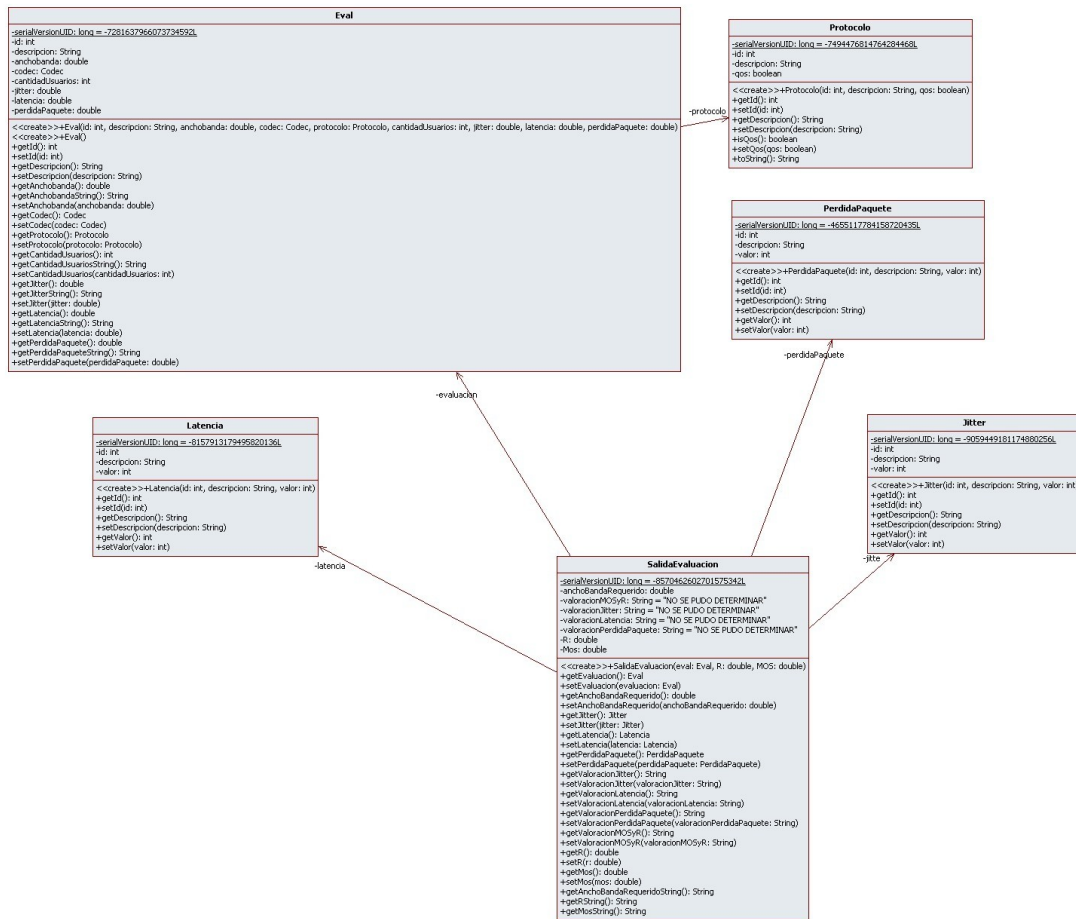 Eval
-serialVersionUID: long = -7281637966073734592L
-id: int
-descripcion: String
-anchobanda: double
-codec: Codec
-cantidadUsuarios: int
-jitter: double
-latencia: double
-perdidaPaquete: double
<<create>>+Eval(id: int, descripcion: String, anchobanda: double, codec: Codec, protocolo: Protocolo, cantidadUsuarios: int, jitter: double, latencia: double, perdidaPaquete: double)
<<create>>+Eval()
+getId(): int
+setId(id: int)
+getDescripcion(): String
+setDescripcion(descripcion: String)
+getAnchobanda(): double
+getAnchobandaString(): String
+setAnchobanda(anchobanda: double)
+getCodec(): Codec
+setCodec(codec: Codec)
+getProtocolo(): Protocolo
+setProtocolo(protocolo: Protocolo)
+getCantidadUsuarios(): int
+getCantidadUsuariosString(): String
+setCantidadUsuarios(cantidadUsuarios: int)
+getJitter(): double
+getJitterString(): String
+setJitter(jitter: double)
+getLatencia(): double
+getLatenciaString(): String
+setLatencia(latencia: double)
+getPerdidaPaquete(): double
+getPerdidaPaqueteString(): String
+setPerdidaPaquete(perdidaPaquete: double)
-protocolo
Protocolo
-serialVersionUID: long = -7494476814764284468L
-id: int
-descripcion: String
-qos: boolean
<<create>>+Protocolo(id: int, descripcion: String, qos: boolean)
+getId(): int
+setId(id: int)
+getDescripcion(): String
+setDescripcion(descripcion: String)
+isQos(): boolean
+setQos(qos: boolean)
+toString(): String
PerdidaPaquete
-serialVersionUID: long = -4655117784158720435L
-id: int
-descripcion: String
-valor: int
<<create>>+PerdidaPaquete(id: int, descripcion: String, valor: int)
+getId(): int
+setId(id: int)
+getDescripcion(): String
+setDescripcion(descripcion: String)
+getValor(): int
+setValor(valor: int)
-perdidaPaquete
-evaluacion
Latencia
-serialVersionUID: long = -8157913179495820136L
-id: int
-descripcion: String
-valor: int
<<create>>+Latencia(id: int, descripcion: String, valor: int)
+getId(): int
+setId(id: int)
+getDescripcion(): String
+setDescripcion(descripcion: String)
+getValor(): int
+setValor(valor: int)
-latencia
Jitter
-serialVersionUID: long = -9059449181174880256L
-id: int
-descripcion: String
-valor: int
<<create>>+Jitter(id: int, descripcion: String, valor: int
+getId(): int
+setId(id: int)
+getDescripcion(): String
+setDescripcion(descripcion: String)
+getValor(): int
+setValor(valor: int)
-jitte
SalidaEvaluacion
-serialVersionUID: long = -8570462602701575342L
-anchoBandaRequerido: double
-valoracionMOSyR: String = "NO SE PUDO DETERMINAR"
-valoracionJitter: String = "NO SE PUDO DETERMINAR"
-valoracionLatencia: String = "NO SE PUDO DETERMINAR"
-valoracionPerdidaPaquete: String = "NO SE PUDO DETERMINAR"
-R: double
-Mos: double
<<create>>+SalidaEvaluacion(eval: Eval, R: double, MOS: double)
+getEvaluacion(): Eval
+setEvaluacion(evaluacion: Eval)
+getAnchoBandaRequerido(): double
+setAnchoBandaRequerido(anchoBandaRequerido: double)
+getJitter(): Jitter
+setJitter(jitter: Jitter)
+getLatencia(): Latencia
+setLatencia(latencia: Latencia)
+getPerdidaPaquete(): PerdidaPaquete
+setPerdidaPaquete(perdidaPaquete: PerdidaPaquete)
+getValoracionJitter(): String
+setValoracionJitter(valoracionJitter: String)
+getValoracionLatencia(): String
+setValoracionLatencia(valoracionLatencia: String)
+getValoracionPerdidaPaquete(): String
+setValoracionPerdidaPaquete(valoracionPerdidaPaquete: String)
+getValoracionMOSyR(): String
+setValoracionMOSyR(valoracionMOSyR: String)
+getR(): double
+setR(r: double)
+getMos(): double
+setMos(mos: double)
+getAnchoBandaRequeridoString(): String
+getRString(): String
+getMosString(): String